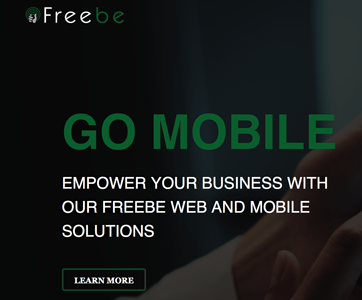 Freebe
GO MOBILE
EMPOWER YOUR BUSINESS WITH
OUR FREEBE WEB AND MOBILE
SOLUTIONS
LEARN MORE